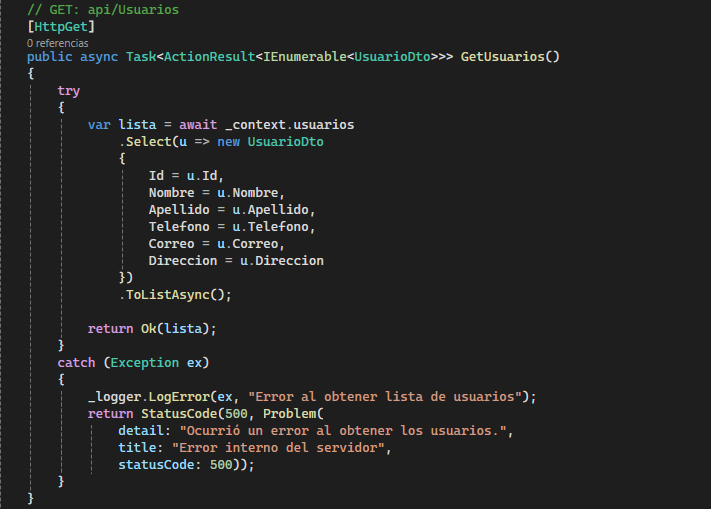 // GET: api/Usuarios
[HttpGet]
0 referencias
public async Task<ActionResult<IEnumerable<UsuarioDto>>> GetUsuarios()
{
    try
    {
        var lista = await _context.usuarios
            .Select(u => new UsuarioDto
            {
                Id = u.Id,
                Nombre = u.Nombre,
                Apellido = u.Apellido,
                Telefono = u.Telefono,
                Correo = u.Correo,
                Direccion = u.Direccion
            })
            .ToListAsync();

        return Ok(lista);
    }
    catch (Exception ex)
    {
        _logger.LogError(ex, "Error al obtener lista de usuarios");
        return StatusCode(500, Problem(
            detail: "Ocurrió un error al obtener los usuarios.",
            title: "Error interno del servidor",
            statusCode: 500));
    }
}